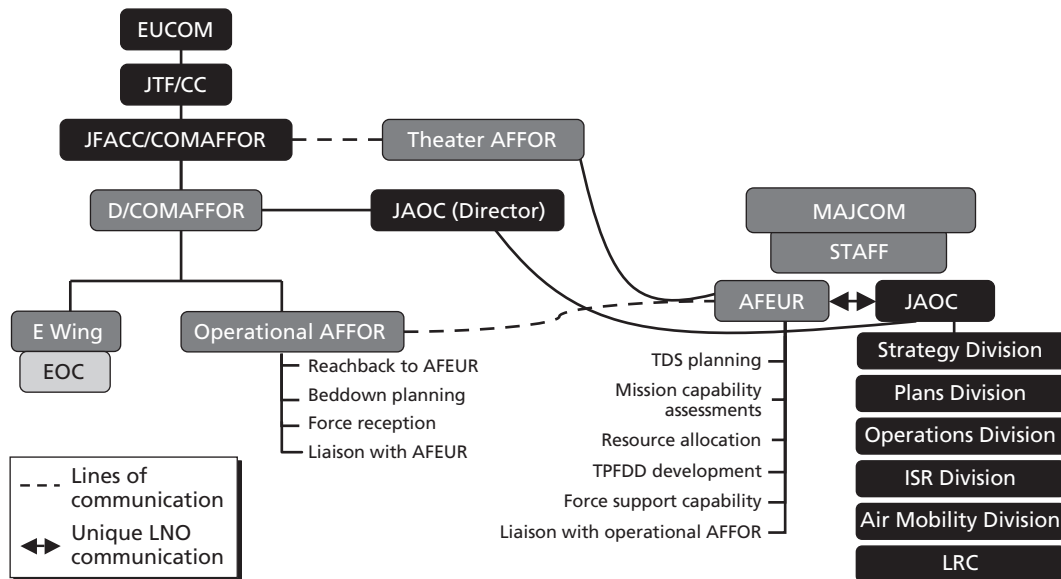 EUCOM
JTF/CC
JFACC/COMAFFOR
Theater AFFOR
D/COMAFFOR
JAOC (Director)
MAJCOM
STAFF
E Wing
EOC
Operational AFFOR
Reachback to AFEUR
Beddown planning
Force reception
Liaison with AFEUR
AFEUR
JAOC
TDS planning
Mission capability
assessments
Resource allocation
TPFDD development
Force support capability
Liaison with operational AFFOR
Strategy Division
Plans Division
Operations Division
ISR Division
Air Mobility Division
LRC
Lines of
communication
Unique LNO
communication